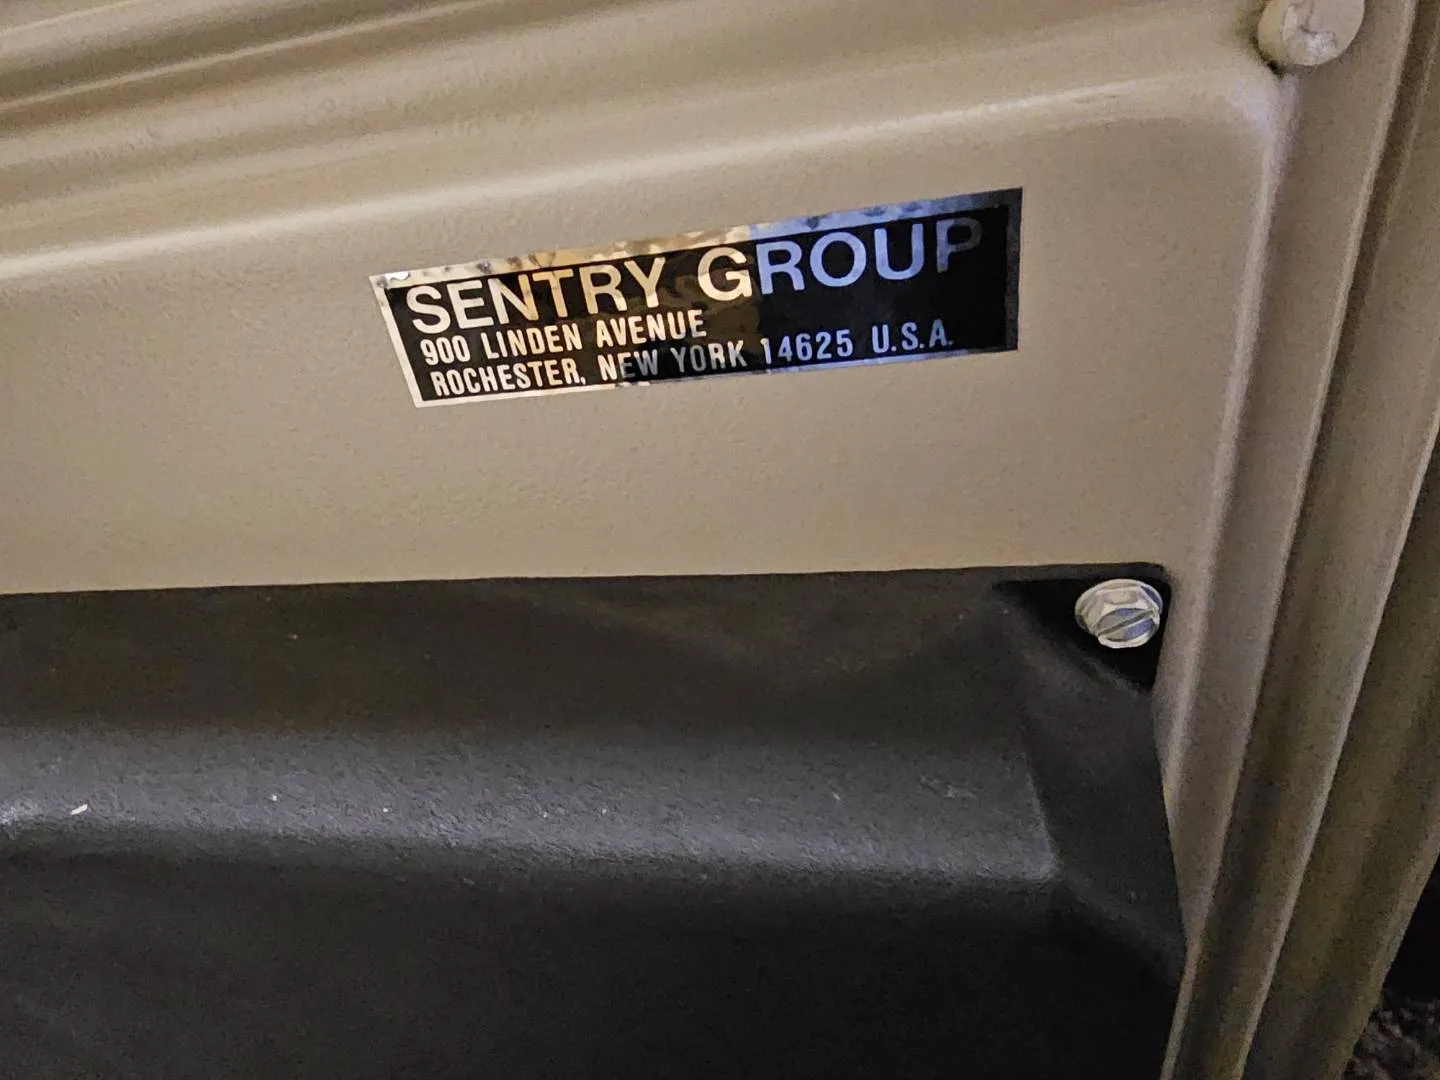 SENTRY GROUP
900 LINDEN AVENUE
ROCHESTER, NEW YORK 14625 U.S.A.